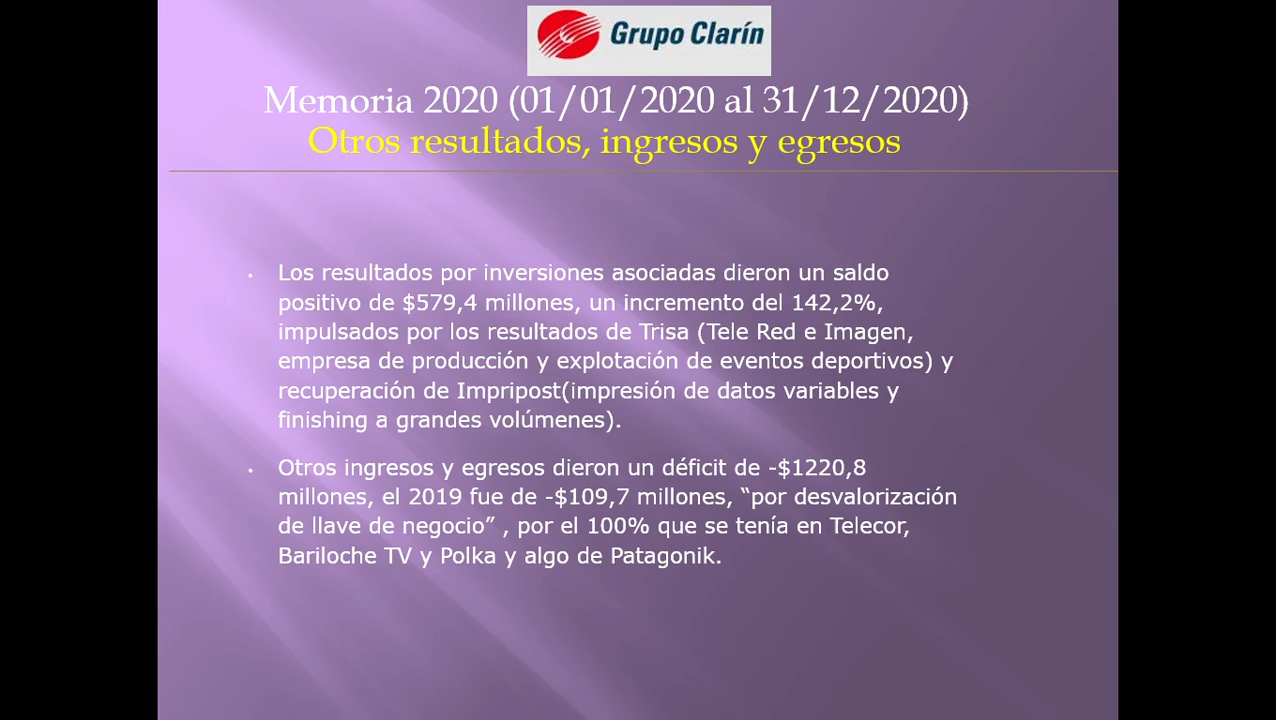 Grupo Clarín
Memoria 2020 (01/01/2020 al 31/12/2020)
Otros resultados, ingresos y egresos
• Los resultados por inversiones asociadas dieron un saldo
positivo de $579,4 millones, un incremento del 142,2%,
impulsados por los resultados de Trisa (Tele Red e Imagen,
empresa de producción y explotación de eventos deportivos) y
recuperación de Impripost(impresión de datos variables y
finishing a grandes volúmenes).
• Otros ingresos y egresos dieron un déficit de -$1220,8
millones, el 2019 fue de -$109,7 millones, “por desvalorización
de llave de negocio” , por el 100% que se tenía en Telecor,
Bariloche TV y Polka y algo de Patagonik.